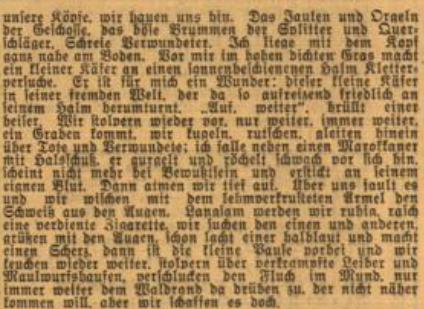 unsere Köpfe, wir hauen uns hin. Das Jaulen und Orgeln
der Geschosse, das böse Brummen der Splitter und Quer-
schläger, Schreie Verwundeter. Ich liege mit dem Kopf
ganz nahe am Boden. Vor mir im hohen dichten Gras macht
ein kleiner Käfer an einen sonnenbeschienenen Halm Kletter-
versuche. Er ist für mich ein Wunder: dieser kleine Käfer
in seiner fremden Welt, der da so aufreizend friedlich an
seinem Halm herumturnt. „Auf, weiter", brüllt einer
heiser. Wir stolpern wieder vor, nur weiter, immer weiter,
ein Graben kommt, wir kugeln, rutschen, gleiten hinein
über Tote und Verwundete; ich falle neben einen Marokkaner
mit Halsschuß, er gurgelt und röchelt schwach vor sich hin,
scheint nicht mehr bei Bewußtsein und erstickt an seinem
eignen Blut. Dann atmen wir tief auf. Über uns fault es
und wir wischen mit dem lehmverkrusteten Ärmel den
Schweiß aus den Augen. Langsam werden wir ruhig, rasch
eine verdiente Zigarette, wir suchen den einen und anderen,
grüßen mit den Augen, schon lacht einer halblaut und macht
einen Scherz, dann ist die kleine Pause vorbei und wir
keuchen wieder weiter, stolpern über verkrampfte Leiber und
Maulwurfshaufen, verschlucken den Fluch im Mund, nur
immer weiter dem Waldrand da drüben zu, der nicht näher
kommen will, aber wir schaffen es doch.